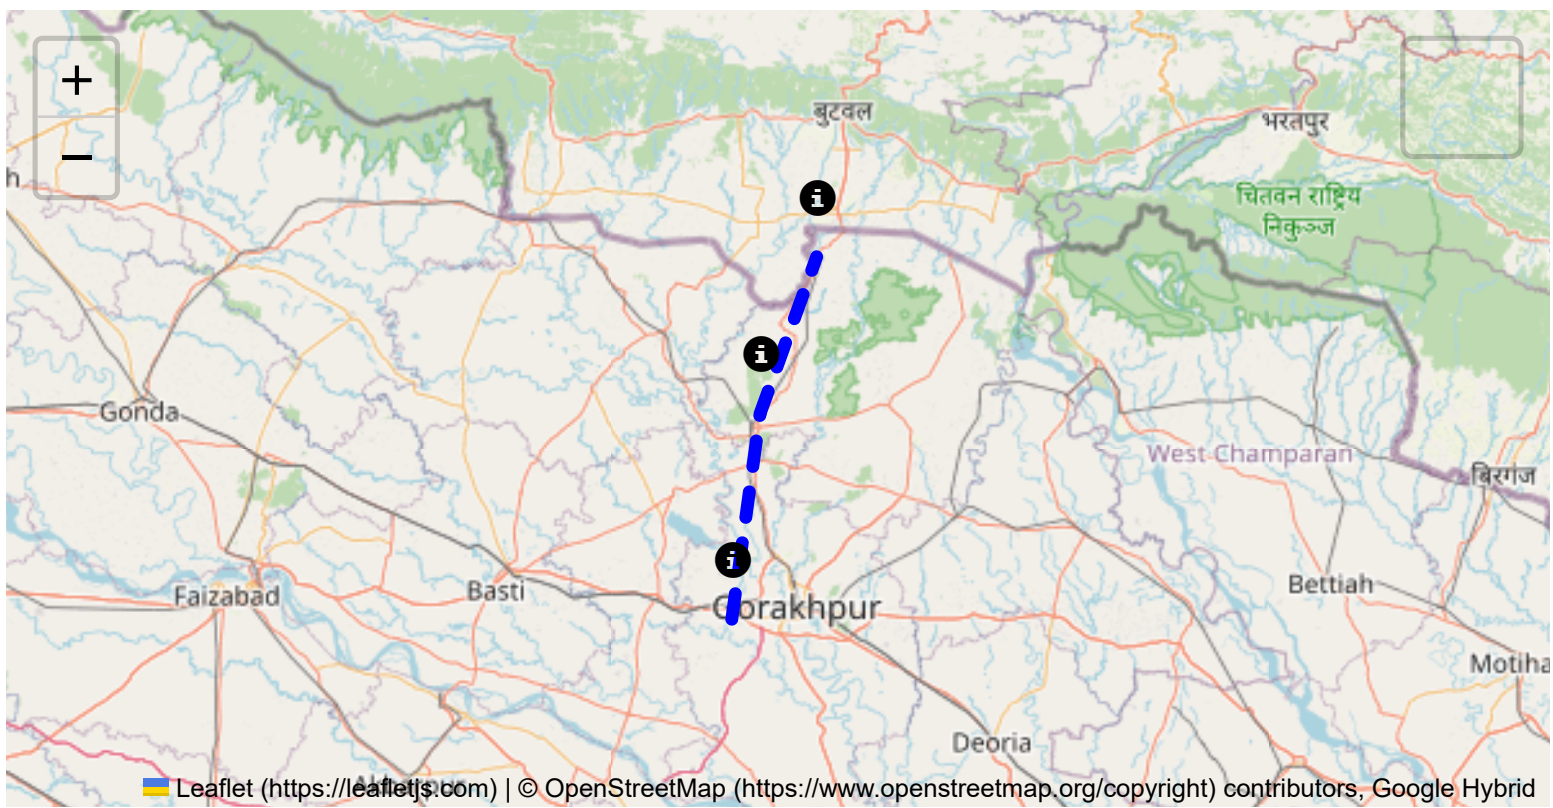 +
−
बुटवल
भरतपुर
h
चितवन राष्ट्रिय
निकुञ्ज
Gonda
West Champaran
बिरगंज
Faizabad
Basti
Gorakhpur
Bettiah
Motiha
Deoria
Akbarpur
Leaflet (https://leafletjs.com) | © OpenStreetMap (https://www.openstreetmap.org/copyright) contributors, Google Hybrid